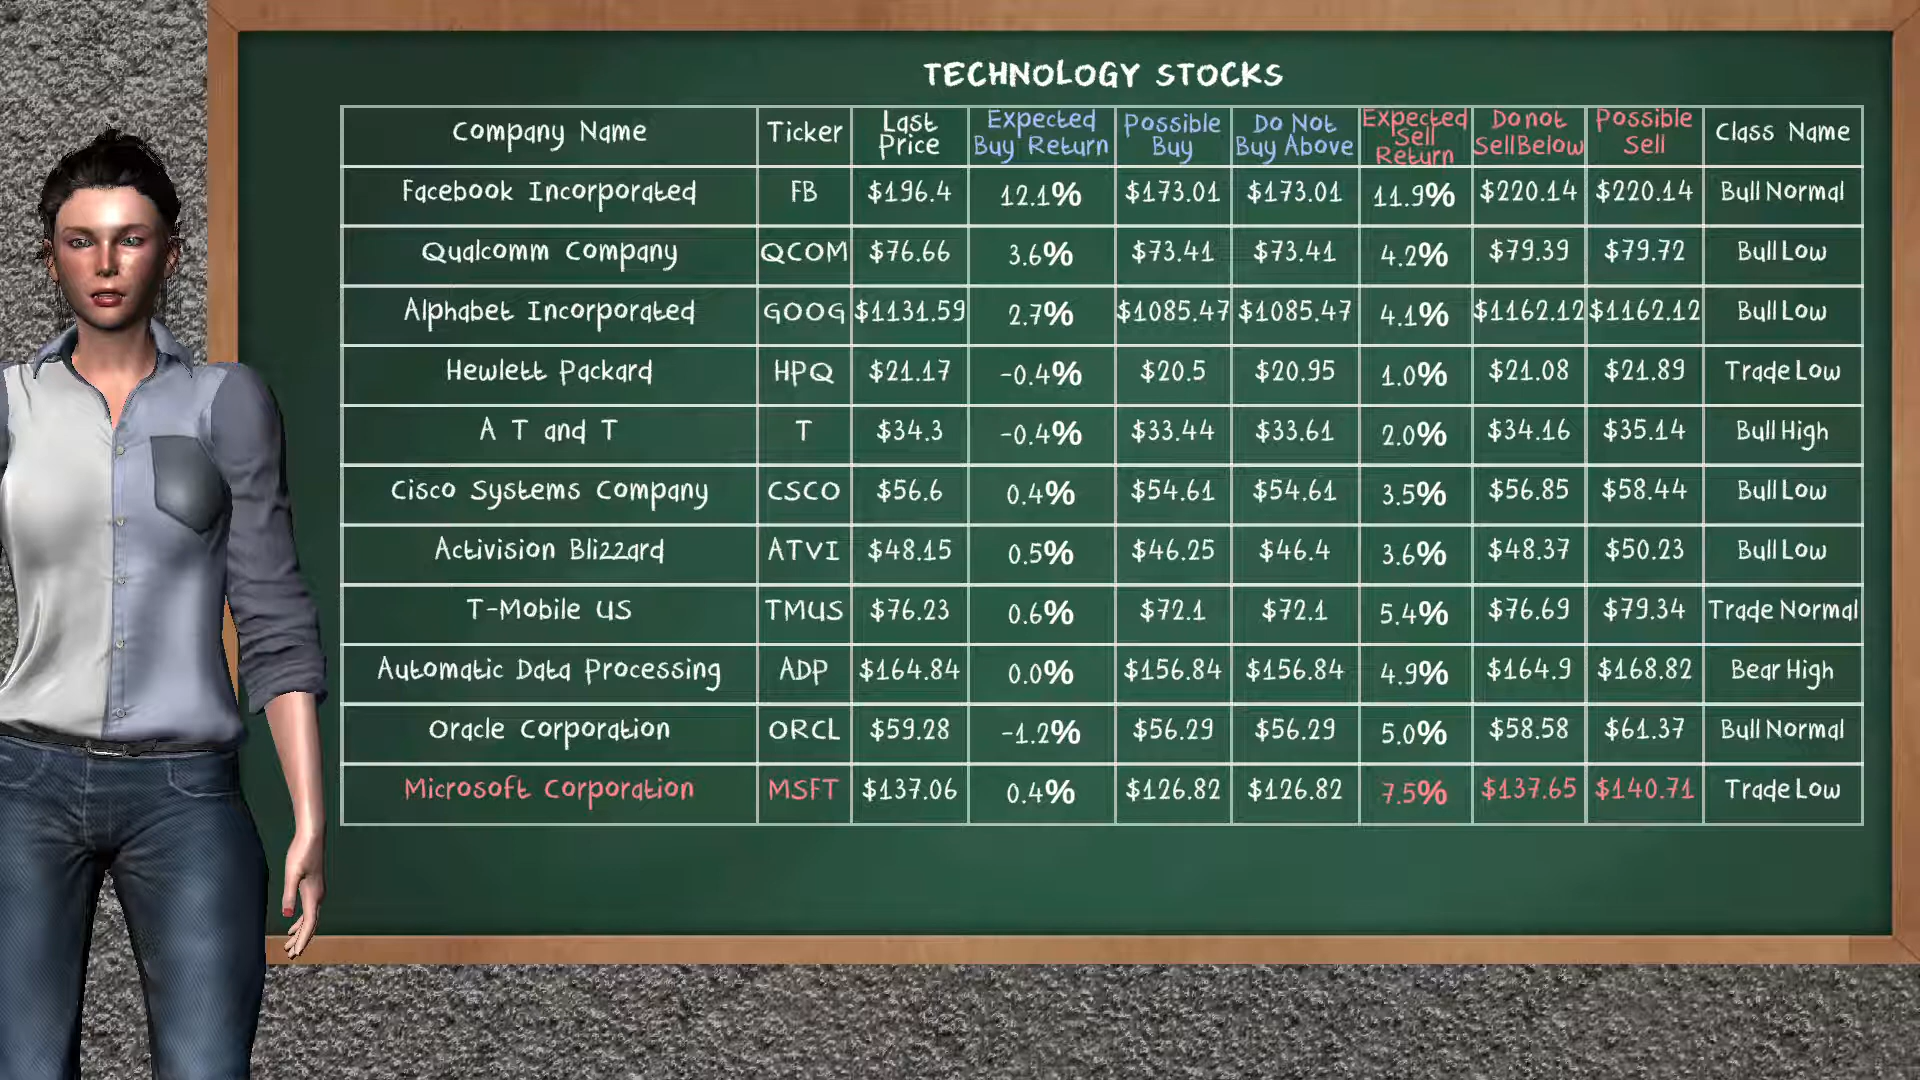 TECHNOLOGY STOCKS
Company Name Ticker Last Price Expected Buy Return Possible Buy Do Not Buy Above Expected Sell Return Do not Sell Below Possible Sell Class Name
Facebook Incorporated FB $196.4 12.1% $173.01 $173.01 11.9% $220.14 $220.14 Bull Normal
Qualcomm Company QCOM $76.66 3.6% $73.41 $73.41 4.2% $79.39 $79.72 Bull Low
Alphabet Incorporated GOOG $1131.59 2.7% $1085.47 $1085.47 4.1% $1162.12 $1162.12 Bull Low
Hewlett Packard HPQ $21.17 -0.4% $20.5 $20.95 1.0% $21.08 $21.89 Trade Low
A T and T T $34.3 -0.4% $33.44 $33.61 2.0% $34.16 $35.14 Bull High
Cisco Systems Company CSCO $56.6 0.4% $54.61 $54.61 3.5% $56.85 $58.44 Bull Low
Activision Blizzard ATVI $48.15 0.5% $46.25 $46.4 3.6% $48.37 $50.23 Bull Low
T-Mobile US TMUS $76.23 0.6% $72.1 $72.1 5.4% $76.69 $79.34 Trade Normal
Automatic Data Processing ADP $164.84 0.0% $156.84 $156.84 4.9% $164.9 $168.82 Bear High
Oracle Corporation ORCL $59.28 -1.2% $56.29 $56.29 5.0% $58.58 $61.37 Bull Normal
Microsoft Corporation MSFT $137.06 0.4% $126.82 $126.82 7.5% $137.65 $140.71 Trade Low